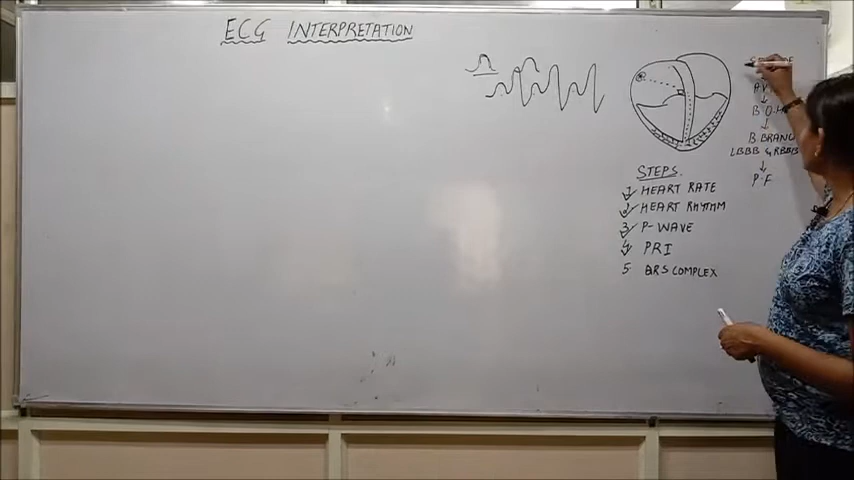 ECG INTERPRETATION
B.O.H
B.BRANCH
LBBB & RBBB
P.F
STEPS
1 HEART RATE
2 HEART RHYTHM
3 P-WAVE
4 PRI
5 QRS COMPLEX